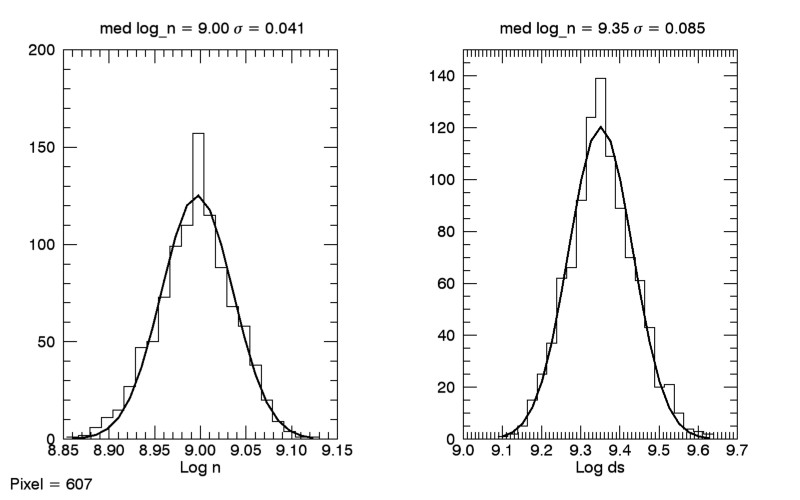 med log_n = 9.00 σ = 0.041
med log_n = 9.35 σ = 0.085
200
150
100
50
0
8.85 8.90 8.95 9.00 9.05 9.10 9.15
Log n
140
120
100
80
60
40
20
0
9.0 9.1 9.2 9.3 9.4 9.5 9.6 9.7
Log ds
Pixel = 607